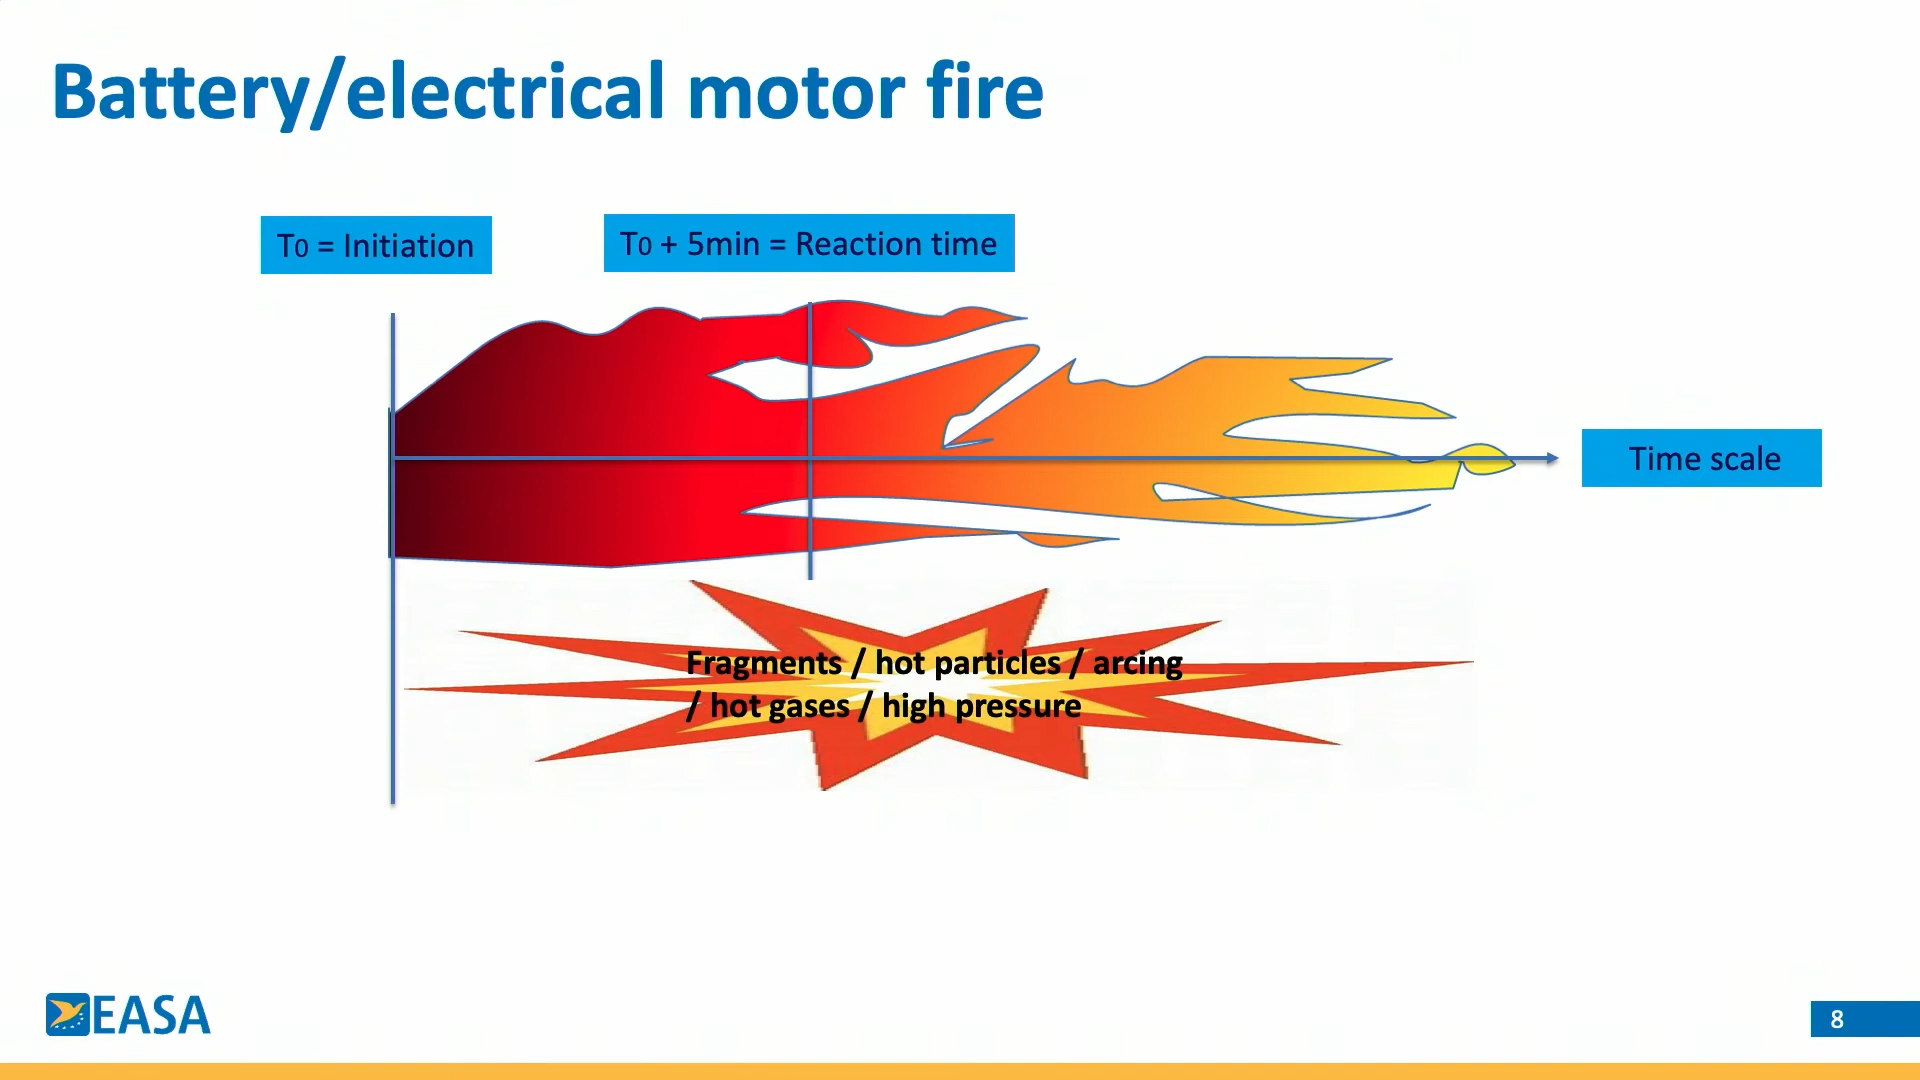 Battery/electrical motor fire
T0 = Initiation
T0 + 5min = Reaction time
Time scale
Fragments / hot particles / arcing
/ hot gases / high pressure
EASA
8